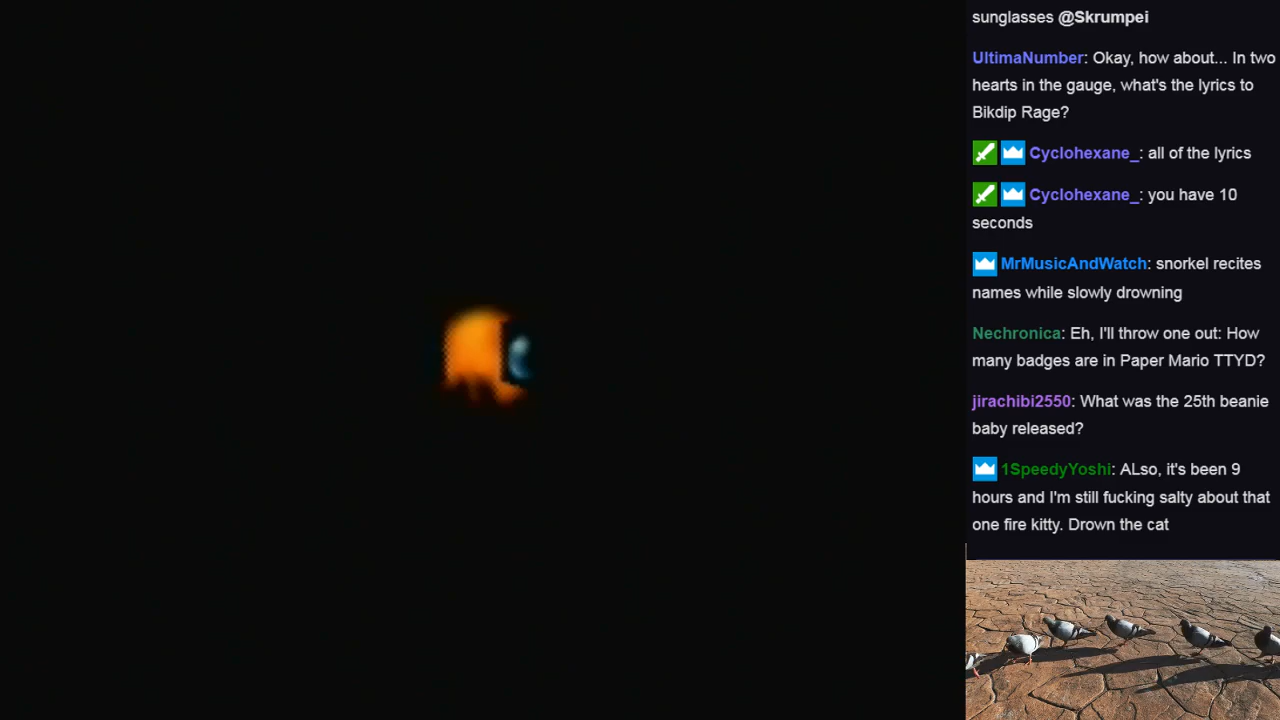 sunglasses @Skrumpei
UltimaNumber: Okay, how about... In two
hearts in the gauge, what's the lyrics to
Bikdip Rage?
Cyclohexane_: all of the lyrics
Cyclohexane_: you have 10
seconds
MrMusicAndWatch: snorkel recites
names while slowly drowning
Nechronica: Eh, I'll throw one out: How
many badges are in Paper Mario TTYD?
jirachibi2550: What was the 25th beanie
baby released?
1SpeedyYoshi: ALso, it's been 9
hours and I'm still fucking salty about that
one fire kitty. Drown the cat